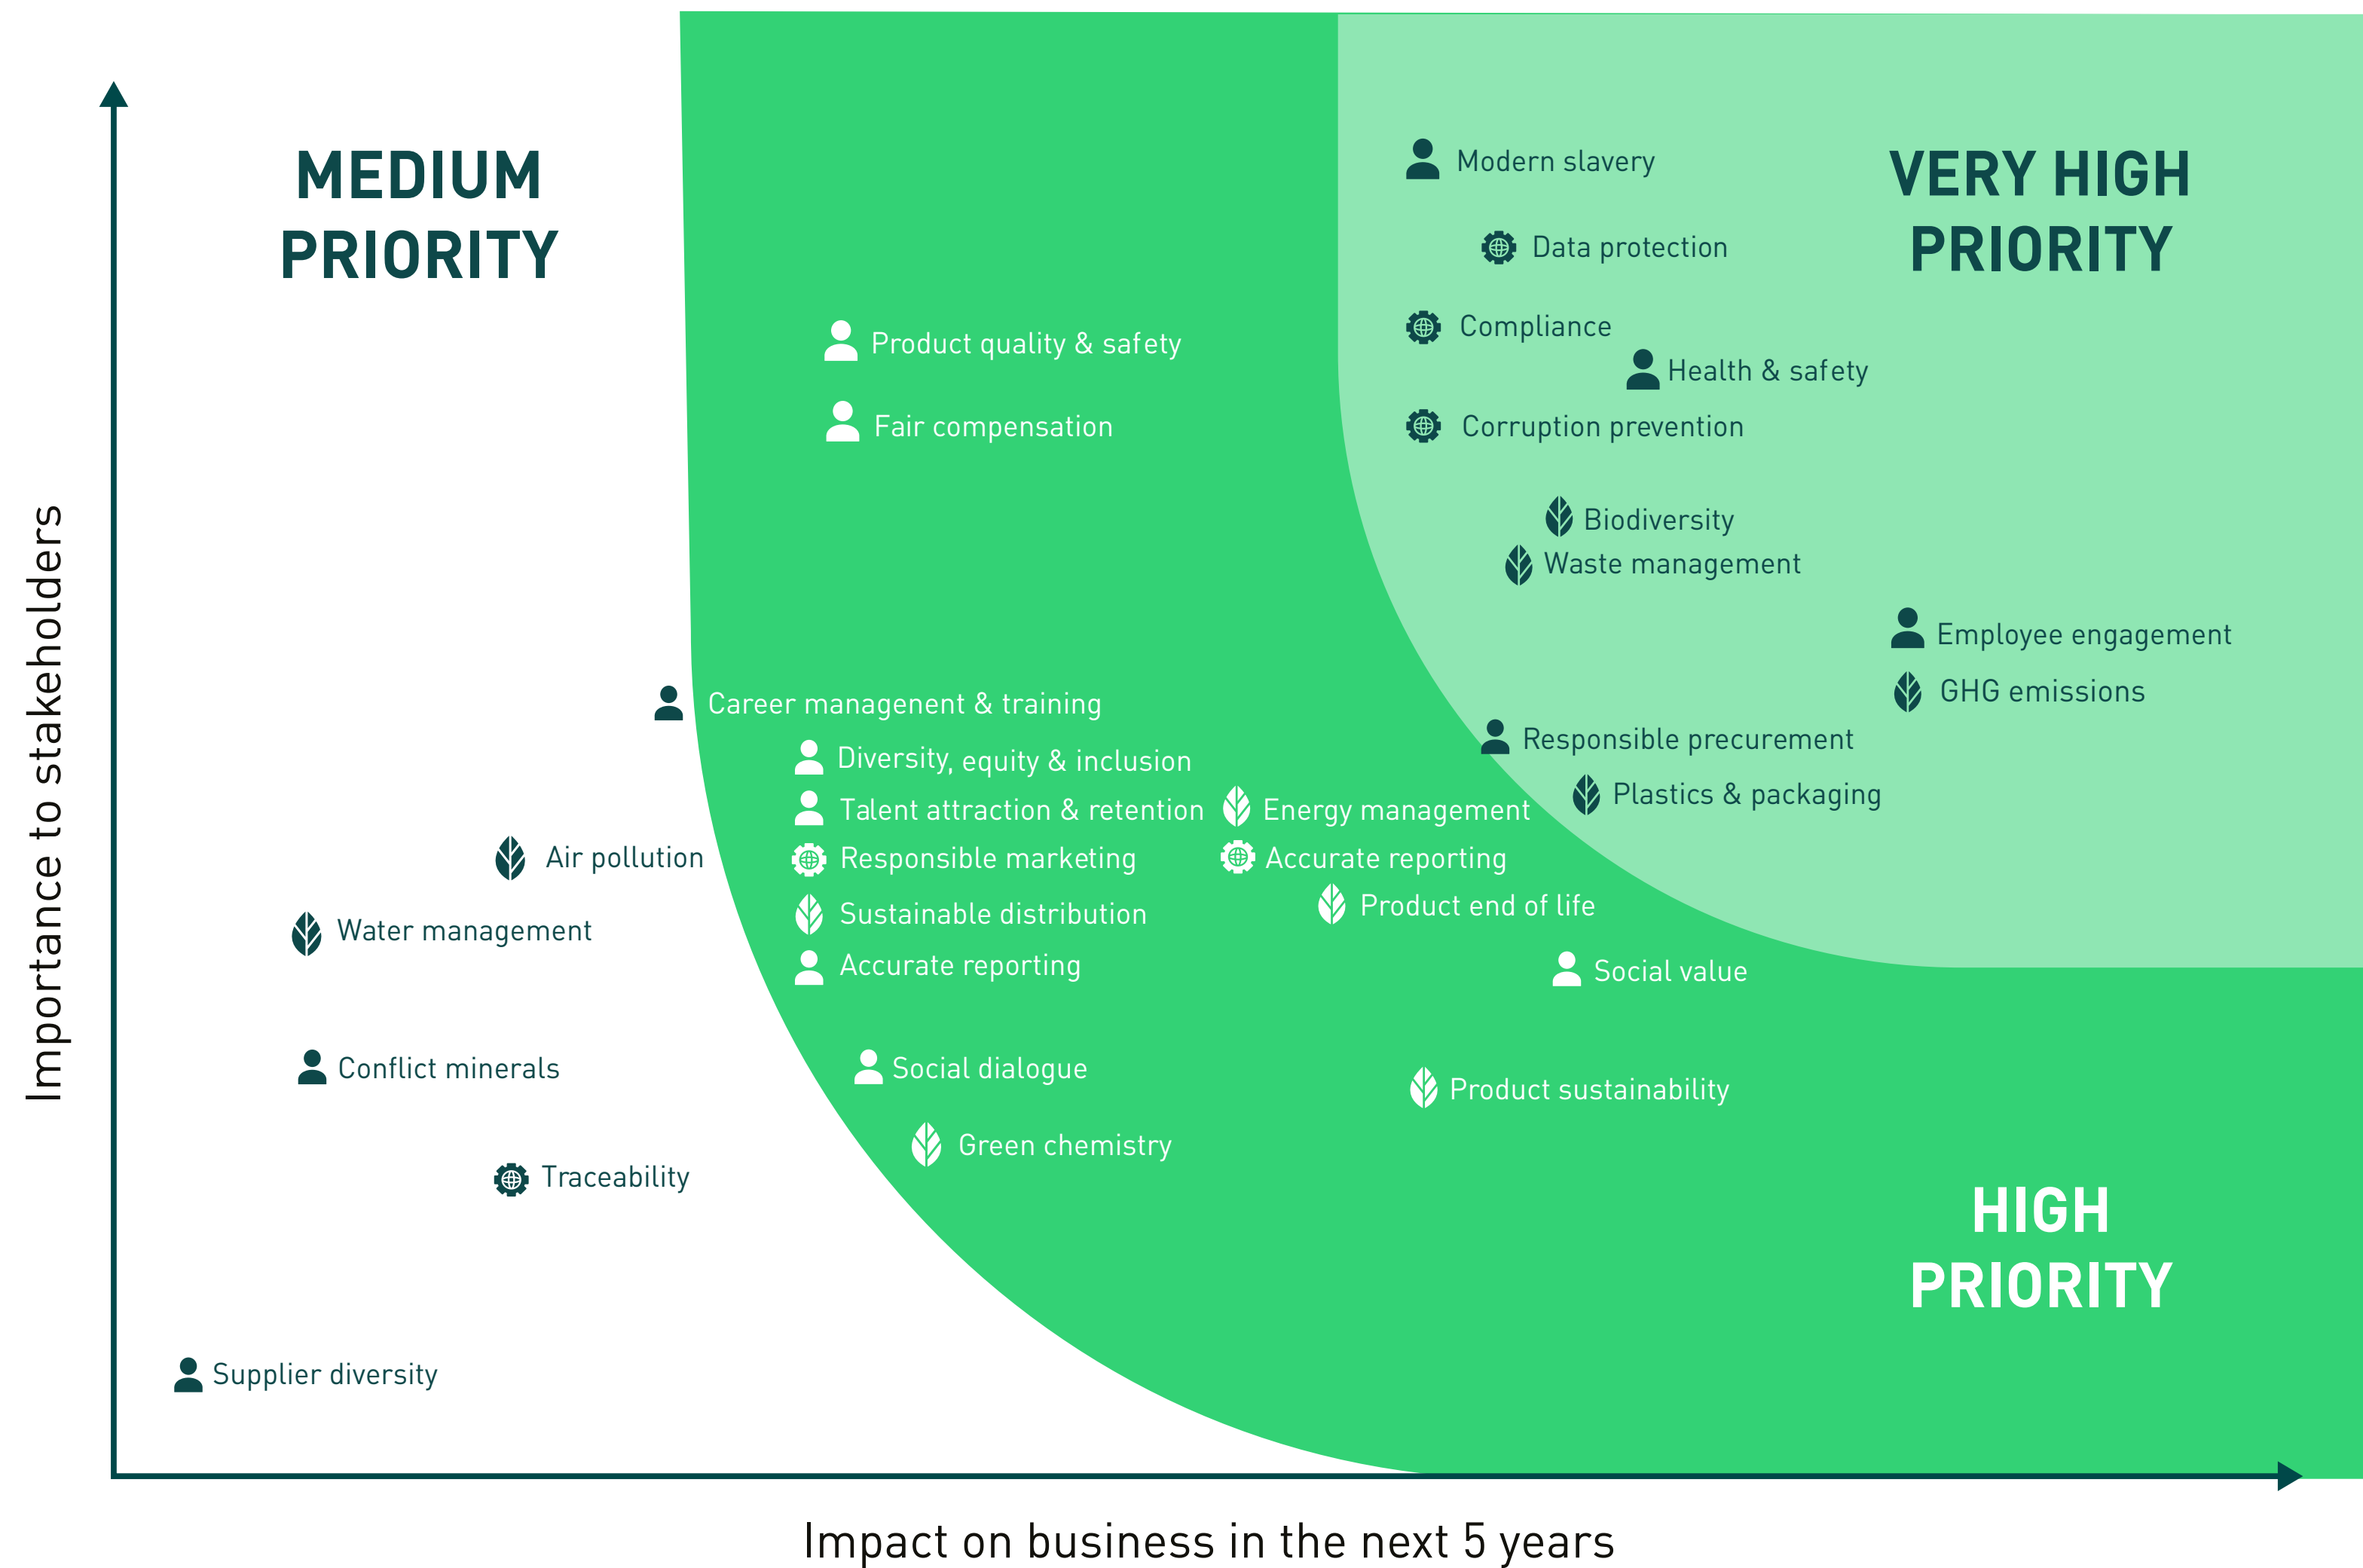 MEDIUM
PRIORITY
VERY HIGH
PRIORITY
Modern slavery
Data protection
Compliance
Health & safety
Corruption prevention
Product quality & safety
Fair compensation
Biodiversity
Waste management
Employee engagement
GHG emissions
Responsible precurement
Plastics & packaging
Career managenent & training
Diversity, equity & inclusion
Talent attraction & retention
Energy management
Responsible marketing
Accurate reporting
Sustainable distribution
Product end of life
Accurate reporting
Social value
Air pollution
Water management
Conflict minerals
Social dialogue
Product sustainability
Green chemistry
Traceability
HIGH
PRIORITY
Supplier diversity
Importance to stakeholders
Impact on business in the next 5 years